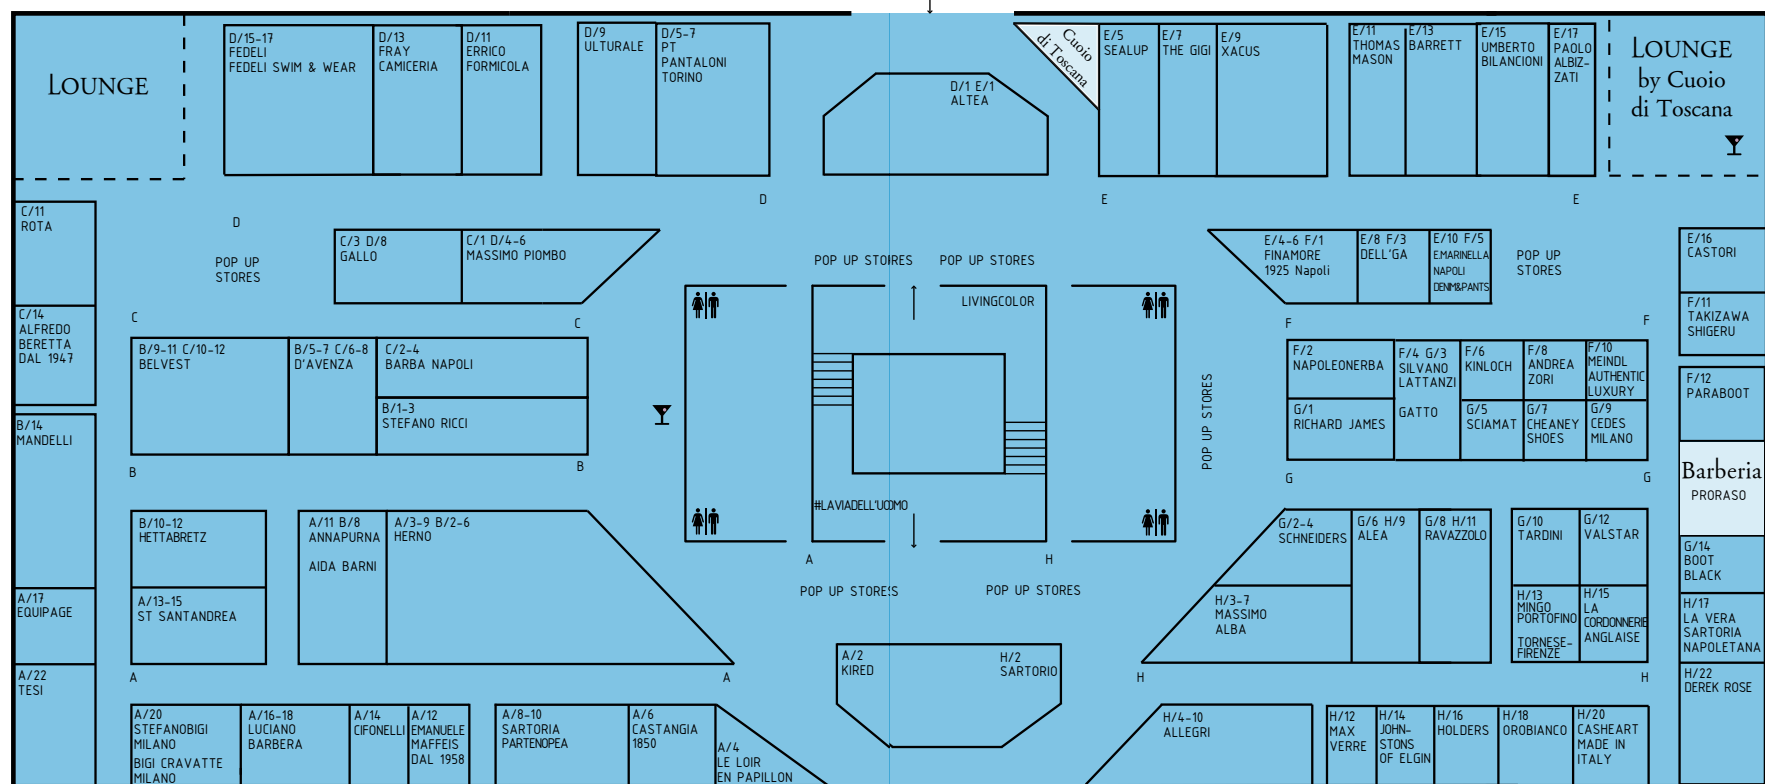 LOUNGE
D/15-17
FEDELI
FEDELI SWIM & WEAR
D/13
FRAY
CAMICERIA
D/11
ERRICO
FORMICOLA
D/9
ULTURALE
D/5-7
PT
PANTALONI
TORINO
D/1 E/1
ALTEA
Cuoio
di Toscana
E/5
SEALUP
E/7
THE GIGI
E/9
XACUS
E/11
THOMAS
MASON
E/13
BARRETT
E/15
UMBERTO
BILANCIONI
E/17
PAOLO
ALBIZ-
ZATI
LOUNGE
by Cuoio
di Toscana
D
E
E
C/11
ROTA
D
POP UP
STORES
C/3 D/8
GALLO
C/1 D/4-6
MASSIMO PIOMBO
POP UP STORES
POP UP STORES
E/4-6 F/1
FINAMORE
1925 Napoli
E/8 F/3
DELL'GA
E/10 F/5
E.MARINELLA
NAPOLI
DENIM&PANTS
POP UP
STORES
E/16
CASTORI
F/11
TAKIZAWA
SHIGERU
LIVINGCOLOR
C/14
ALFREDO
BERETTA
DAL 1947
C
C
F
F
B/9-11 C/10-12
BELVEST
B/5-7 C/6-8
D'AVENZA
C/2-4
BARBA NAPOLI
B/1-3
STEFANO RICCI
POP UP STORES
F/2
NAPOLEONERBA
F/4 G/3
SILVANO
LATTANZI
GATTO
F/6
KINLOCH
F/8
ANDREA
ZORI
F/10
MEINDL
AUTHENTIC
LUXURY
G/1
RICHARD JAMES
G/5
SCIAMAT
G/7
CHEANEY
SHOES
G/9
CEDES
MILANO
F/12
PARABOOT
Barberia
PRORASO
B/14
MANDELLI
B
B
G
G
#LAVIADELL'UOMO
B/10-12
HETTABRETZ
A/11 B/8
ANNAPURNA
AIDA BARNI
A/3-9 B/2-6
HERNO
G/2-4
SCHNEIDERS
G/6 H/9
ALEA
G/8 H/11
RAVAZZOLO
G/10
TARDINI
G/12
VALSTAR
G/14
BOOT
BLACK
A
H
POP UP STORES
POP UP STORES
A/17
EQUIPAGE
A/13-15
ST SANTANDREA
H/3-7
MASSIMO
ALBA
H/13
MINGO
PORTOFINO
TORNESE-
FIRENZE
H/15
LA
CORDONNERIE
ANGLAISE
H/17
LA VERA
SARTORIA
NAPOLETANA
A/22
TESI
A
A
A/2
KIRED
H/2
SARTORIO
H
H
H/22
DEREK ROSE
A/20
STEFANOBIGI
MILANO
BIGI CRAVATTE
MILANO
A/16-18
LUCIANO
BARBERA
A/14
CIFONELLI
A/12
EMANUELE
MAFFEIS
DAL 1958
A/8-10
SARTORIA
PARTENOPEA
A/6
CASTANGIA
1850
A/4
LE LOIR
EN PAPILLON
H/4-10
ALLEGRI
H/12
MAX
VERRE
H/14
JOHN-
STONS
OF ELGIN
H/16
HOLDERS
H/18
OROBIANCO
H/20
CASHEART
MADE IN
ITALY